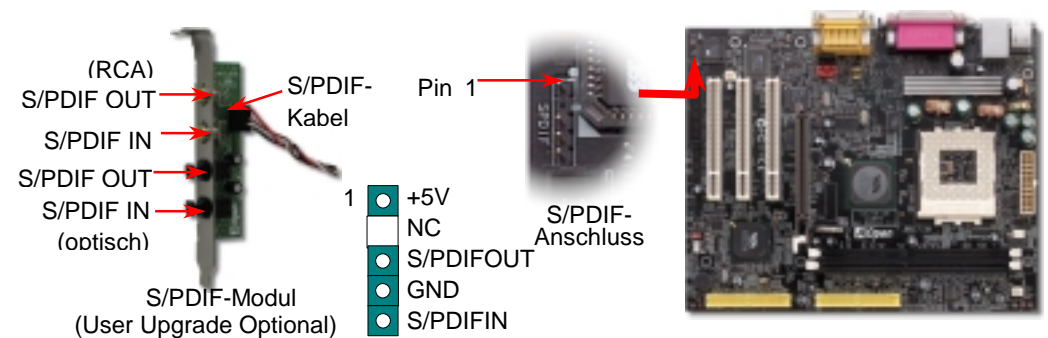 (RCA)
S/PDIF OUT
S/PDIF IN
S/PDIF OUT
S/PDIF IN
(optisch)
S/PDIF-
Kabel
S/PDIF-Modul
(User Upgrade Optional)
1
+5V
NC
S/PDIFOUT
GND
S/PDIFIN
Pin 1
SPDIF
S/PDIF-
Anschluss